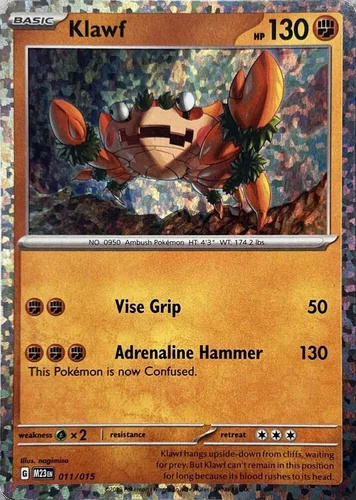 BASIC
Klawf
HP 130
NO. 0950 Ambush Pokémon HT: 4'3" WT: 174.2 lbs.
Vise Grip 50
Adrenaline Hammer 130
This Pokémon is now Confused.
weakness ×2 resistance retreat
Illus. nagimiso
G M23 EN 011/015
Klawf hangs upside-down from cliffs, waiting
for prey. But Klawf can't remain in this position
for long because its blood rushes to its head.